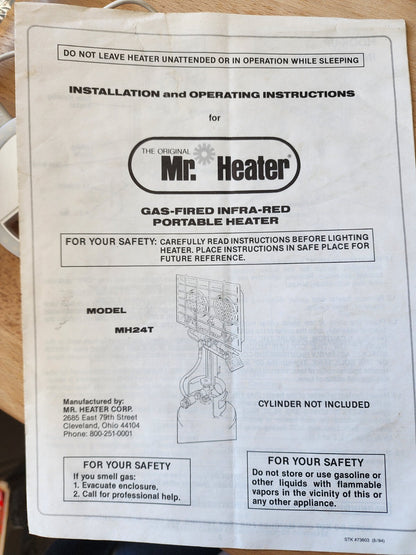 DO NOT LEAVE HEATER UNATTENDED OR IN OPERATION WHILE SLEEPING
INSTALLATION and OPERATING INSTRUCTIONS
for
THE ORIGINAL
Mr. Heater®
GAS-FIRED INFRA-RED
PORTABLE HEATER
FOR YOUR SAFETY: CAREFULLY READ INSTRUCTIONS BEFORE LIGHTING
HEATER. PLACE INSTRUCTIONS IN SAFE PLACE FOR
FUTURE REFERENCE.
MODEL
MH24T
Manufactured by:
MR. HEATER CORP.
2685 East 79th Street
Cleveland, Ohio 44104
Phone: 800-251-0001
CYLINDER NOT INCLUDED
FOR YOUR SAFETY
If you smell gas:
1. Evacuate enclosure.
2. Call for professional help.
FOR YOUR SAFETY
Do not store or use gasoline or
other liquids with flammable
vapors in the vicinity of this or
any other appliance.
STK #73603 (8/94)